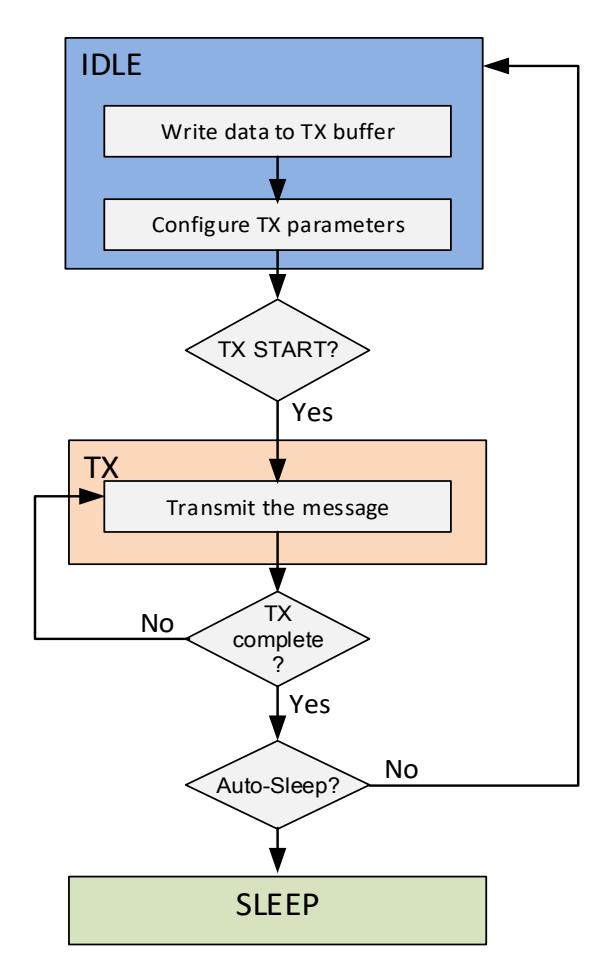 IDLE
Write data to TX buffer
Configure TX parameters
TX START?
Yes
TX
Transmit the message
No
TX
complete
?
Yes
Auto-Sleep?
No
SLEEP